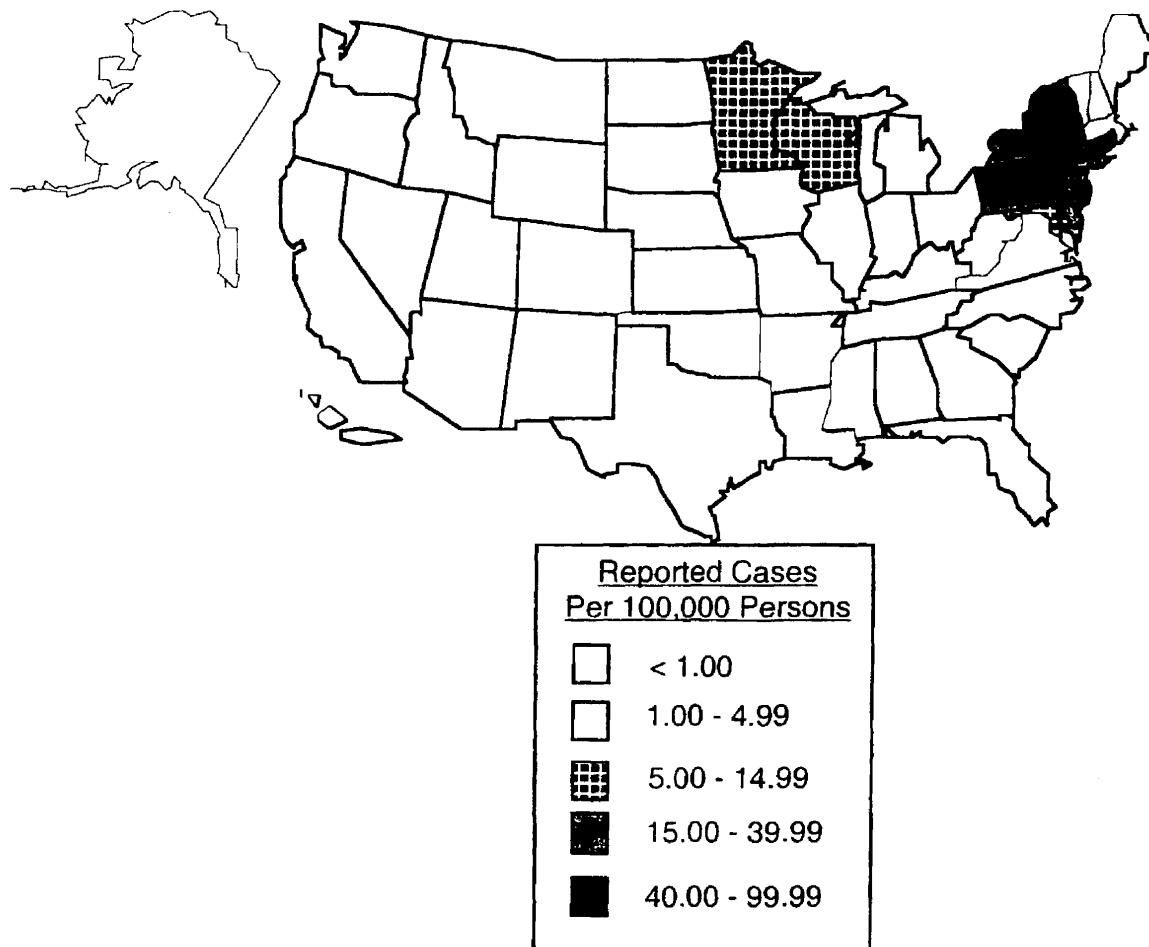 Reported Cases
Per 100,000 Persons
< 1.00
1.00 - 4.99
5.00 - 14.99
15.00 - 39.99
40.00 - 99.99